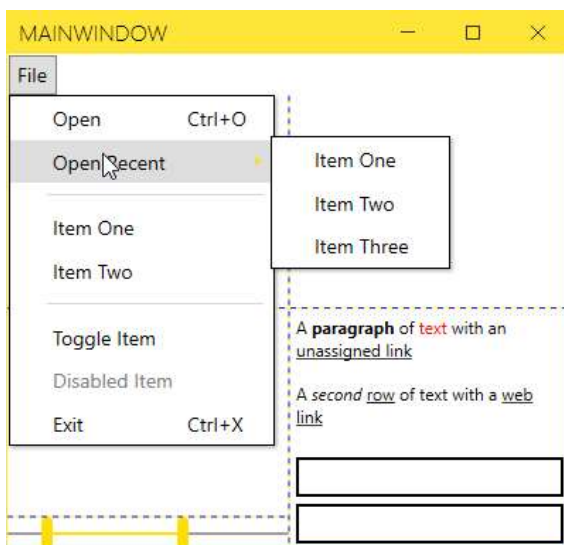 MAINWINDOW
File
Open Ctrl+O
Open Recent
Item One
Item Two
Item Three
Item One
Item Two
Toggle Item
Disabled Item
Exit Ctrl+X
A paragraph of text with an
unassigned link
A second row of text with a web
link